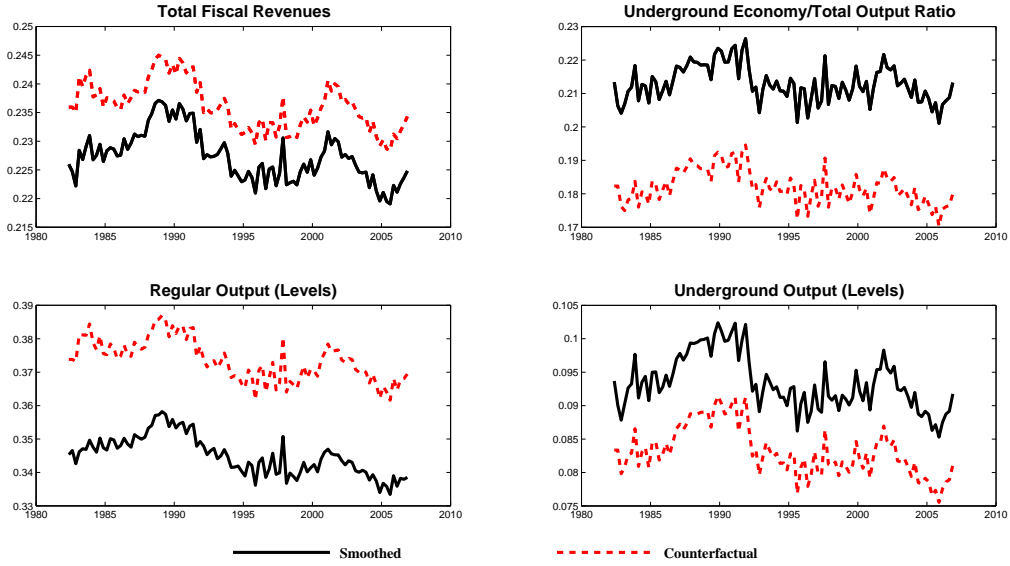 Total Fiscal Revenues
0.25
0.245
0.24
0.235
0.23
0.225
0.22
0.215
1980 1985 1990 1995 2000 2005 2010
Underground Economy/Total Output Ratio
0.23
0.22
0.21
0.2
0.19
0.18
0.17
1980 1985 1990 1995 2000 2005 2010
Regular Output (Levels)
0.39
0.38
0.37
0.36
0.35
0.34
0.33
1980 1985 1990 1995 2000 2005 2010
Underground Output (Levels)
0.105
0.1
0.095
0.09
0.085
0.08
0.075
1980 1985 1990 1995 2000 2005 2010
Smoothed
Counterfactual